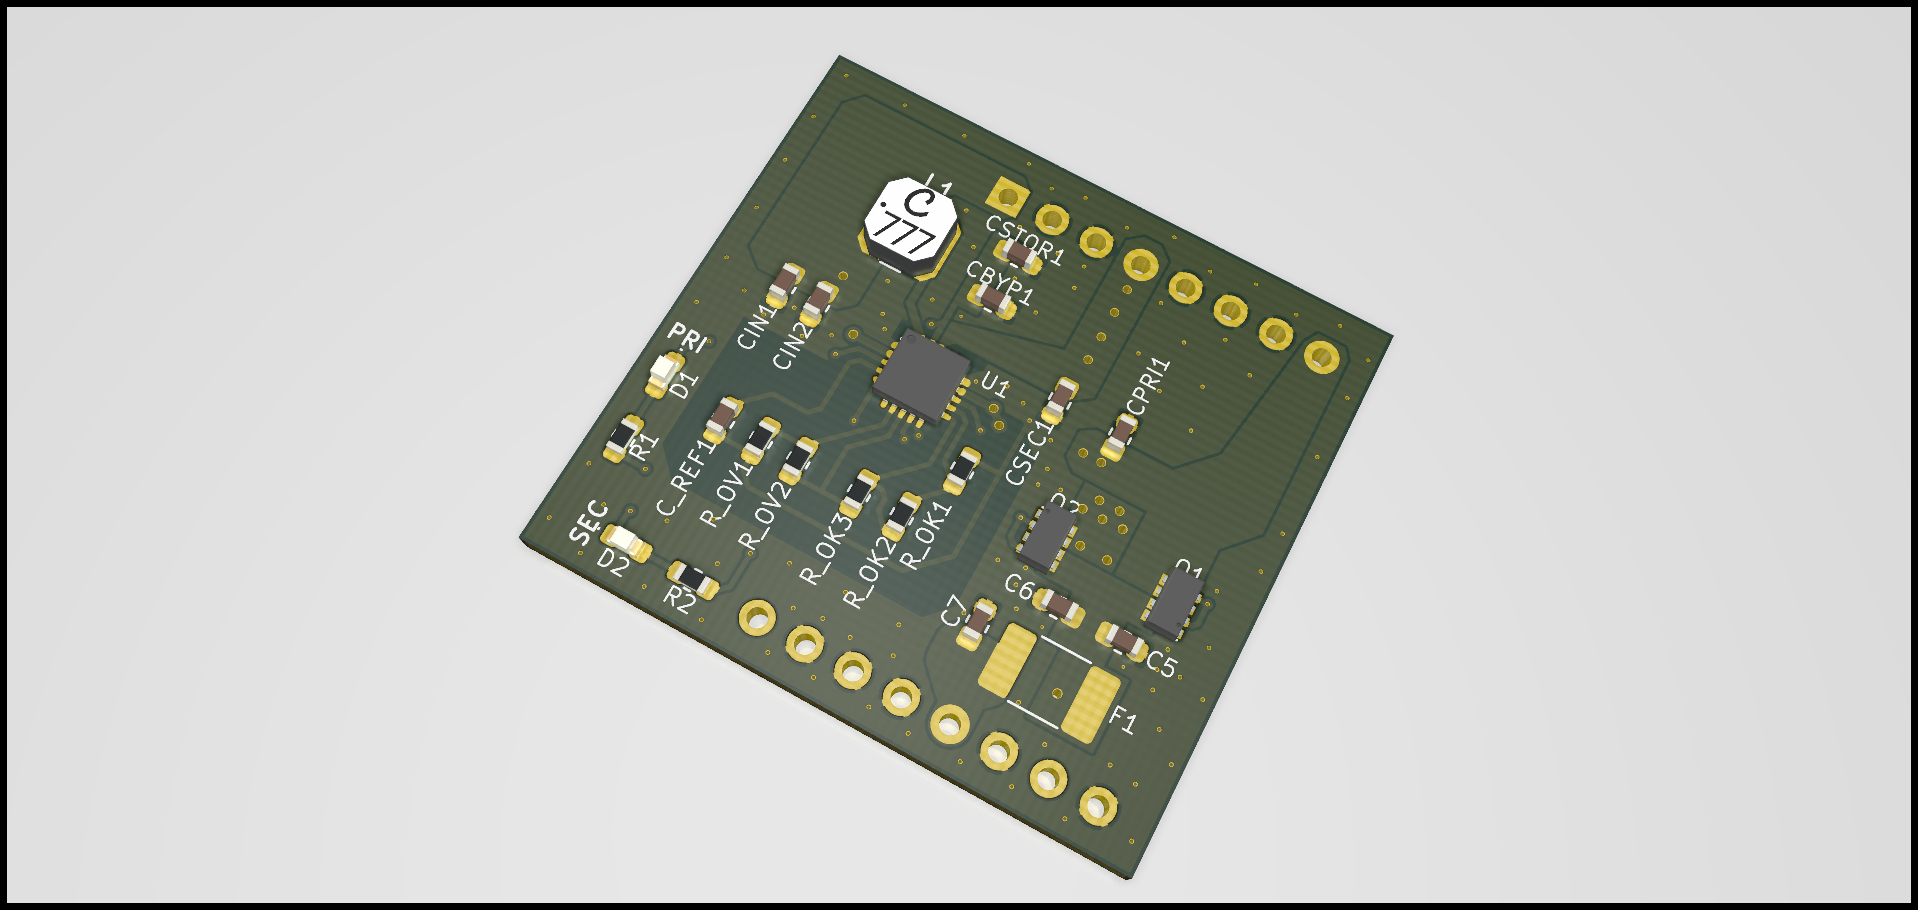 L1
C
777
CSTOR1
CBYP1
CIN1
CIN2
PRI
D1
U1
CPRI1
R1
C_REF1
R_OV1
R_OV2
CSEC1
R_OK3
R_OK2
R_OK1
SEC
D2
R2
Q2
Q1
C6
C7
C5
F1